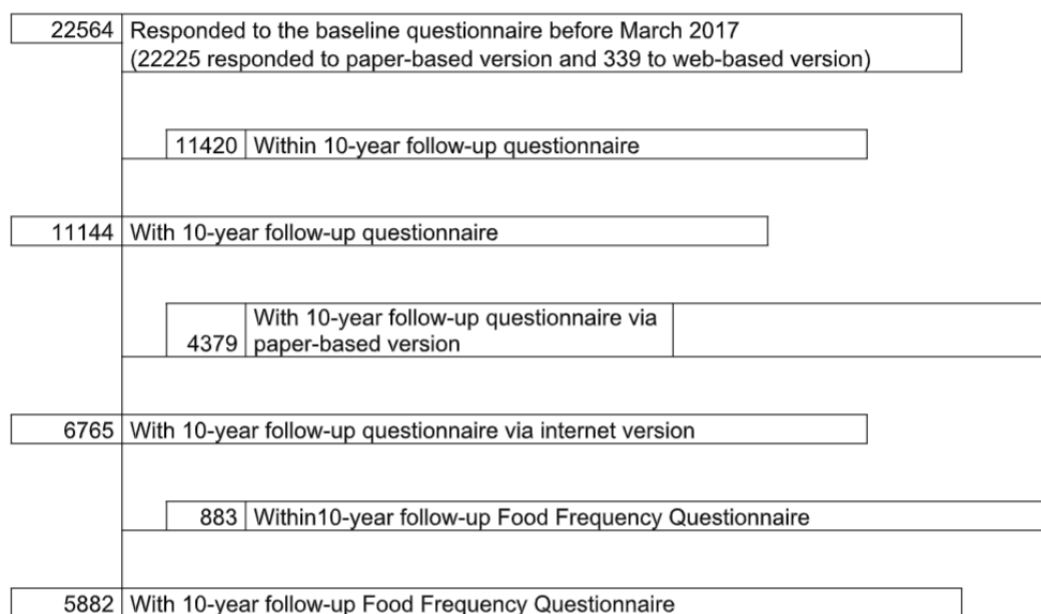 22564 Responded to the baseline questionnaire before March 2017
(22225 responded to paper-based version and 339 to web-based version)
11420 Within 10-year follow-up questionnaire
11144 With 10-year follow-up questionnaire
With 10-year follow-up questionnaire via
4379 paper-based version
6765 With 10-year follow-up questionnaire via internet version
883 Within10-year follow-up Food Frequency Questionnaire
5882 With 10-year follow-up Food Frequency Questionnaire